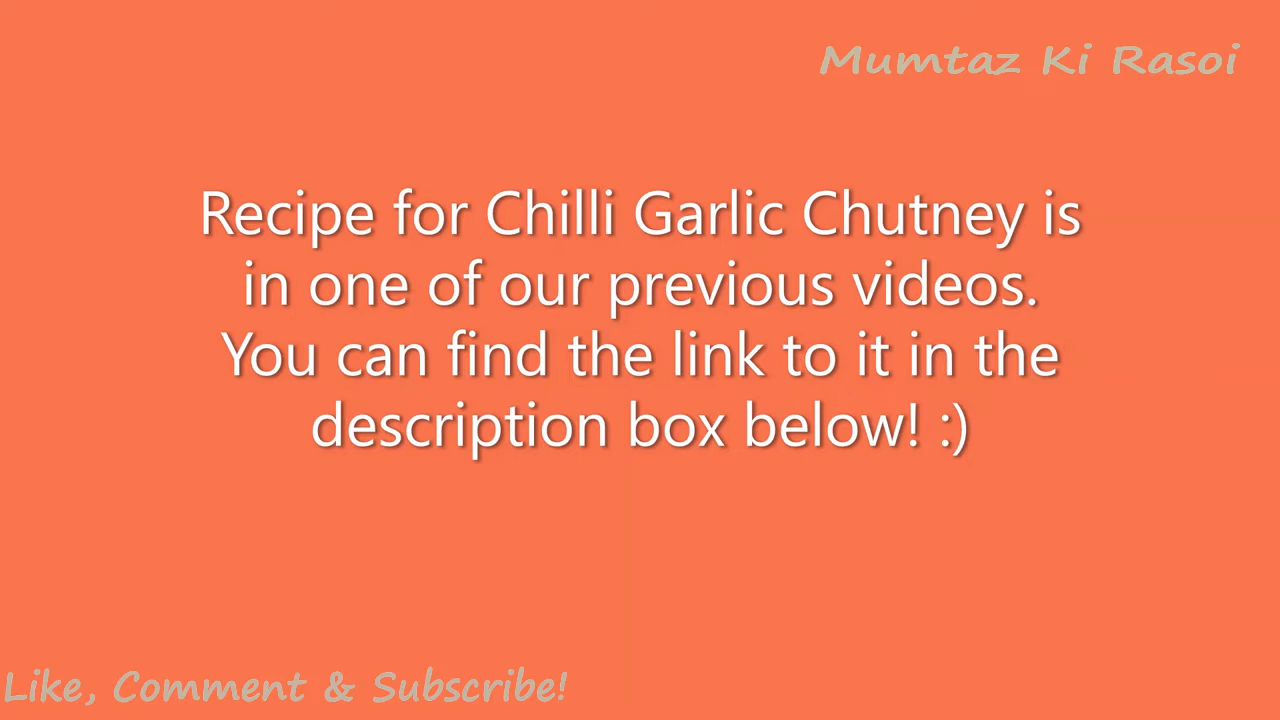 Mumtaz Ki Rasoi
Recipe for Chilli Garlic Chutney is
in one of our previous videos.
You can find the link to it in the
description box below! :)
Like, Comment & Subscribe!